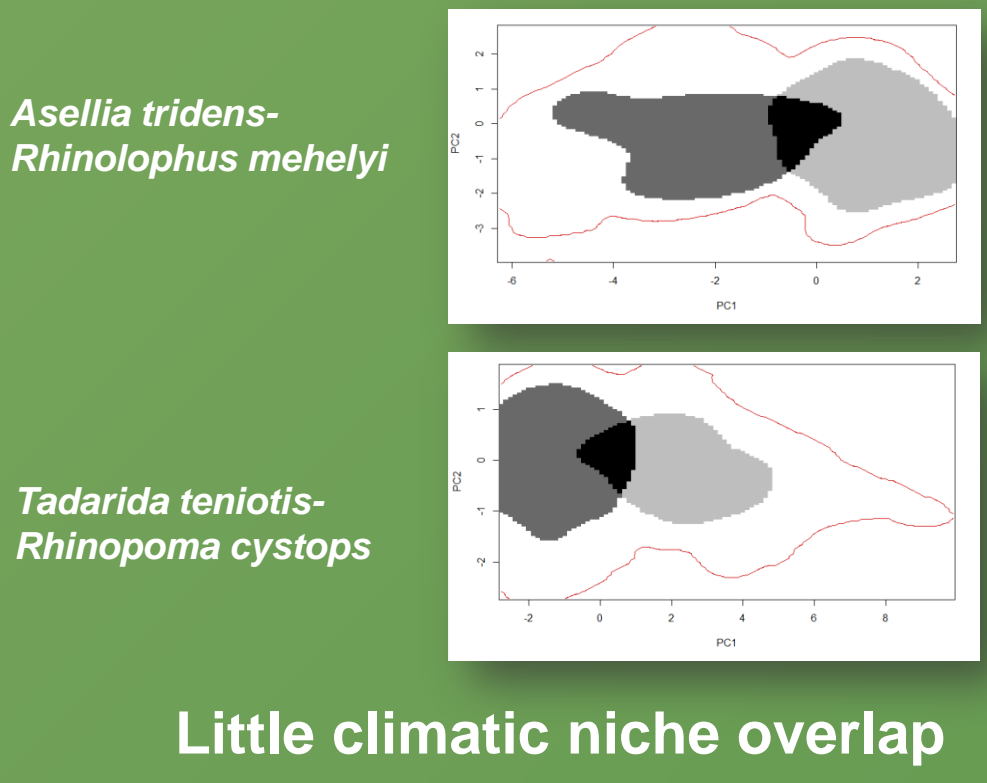 Asellia tridens-
Rhinolophus mehelyi
2
1
0
-1
-2
-3
PC2
-6
-4
-2
0
2
PC1
Tadarida teniotis-
Rhinopoma cystops
1
0
-1
-2
PC2
-2
0
2
4
6
8
PC1
Little climatic niche overlap